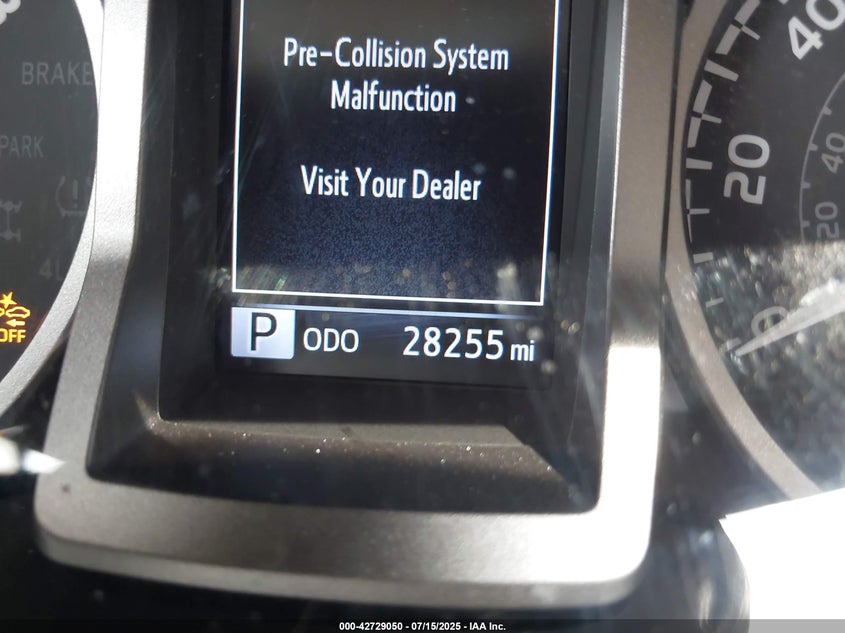 Pre-Collision System
Malfunction
Visit Your Dealer
BRAKE
PARK
OFF
P ODO 28255 mi
40
20
0
40
20
000-42729050 - 07/15/2025 - IAA Inc.